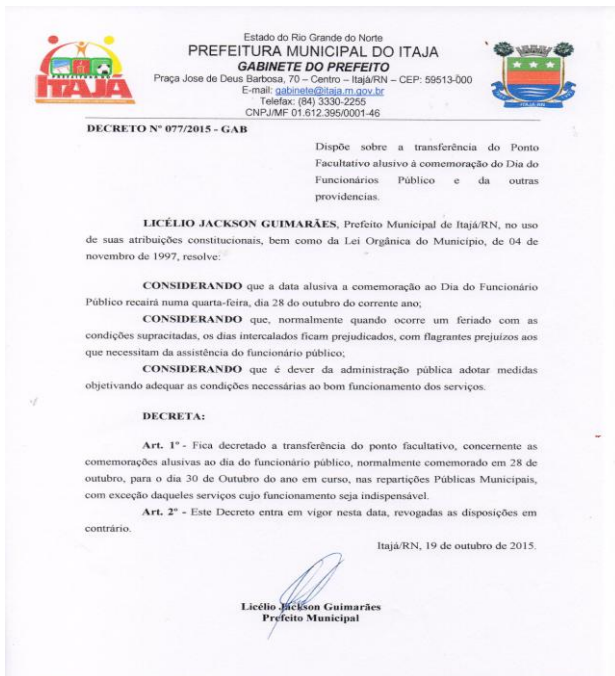 Estado do Rio Grande do Norte
PREFEITURA MUNICIPAL DO ITAJA
GABINETE DO PREFEITO
Praça Jose de Deus Barbosa, 70 – Centro – Itajá/RN – CEP: 59513-000
E-mail: gabinete@itaja.rn.gov.br
Telefax: (84) 3330-2255
CNPJ/MF 01.612.395/0001-46
ITAJÁ
DECRETO Nº 077/2015 - GAB
Dispõe sobre a transferência do Ponto
Facultativo alusivo à comemoração do Dia do
Funcionários Público e da outras
providencias.
LICÉLIO JACKSON GUIMARÃES, Prefeito Municipal de Itajá/RN, no uso
de suas atribuições constitucionais, bem como da Lei Orgânica do Município, de 04 de
novembro de 1997, resolve:
CONSIDERANDO que a data alusiva a comemoração ao Dia do Funcionário
Público recairá numa quarta-feira, dia 28 do outubro do corrente ano;
CONSIDERANDO que, normalmente quando ocorre um feriado com as
condições supracitadas, os dias intercalados ficam prejudicados, com flagrantes prejuízos aos
que necessitam da assistência do funcionário público;
CONSIDERANDO que é dever da administração pública adotar medidas
objetivando adequar as condições necessárias ao bom funcionamento dos serviços.
DECRETA:
Art. 1º - Fica decretado a transferência do ponto facultativo, concernente as
comemorações alusivas ao dia do funcionário público, normalmente comemorado em 28 de
outubro, para o dia 30 de Outubro do ano em curso, nas repartições Públicas Municipais,
com exceção daqueles serviços cujo funcionamento seja indispensável.
Art. 2º - Este Decreto entra em vigor nesta data, revogadas as disposições em
contrário.
Itajá/RN, 19 de outubro de 2015.
Licélio Jackson Guimarães
Prefeito Municipal